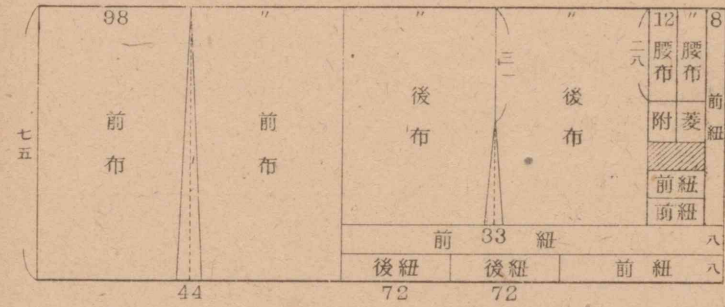 98 〃 〃 〃 12 〃 8
七五
前布
前布
後布
三一
後布
二八
腰布
腰布
前紐
附
菱
前紐
前紐
前 33 紐 八
後紐 後紐 前紐 八
44 72 72